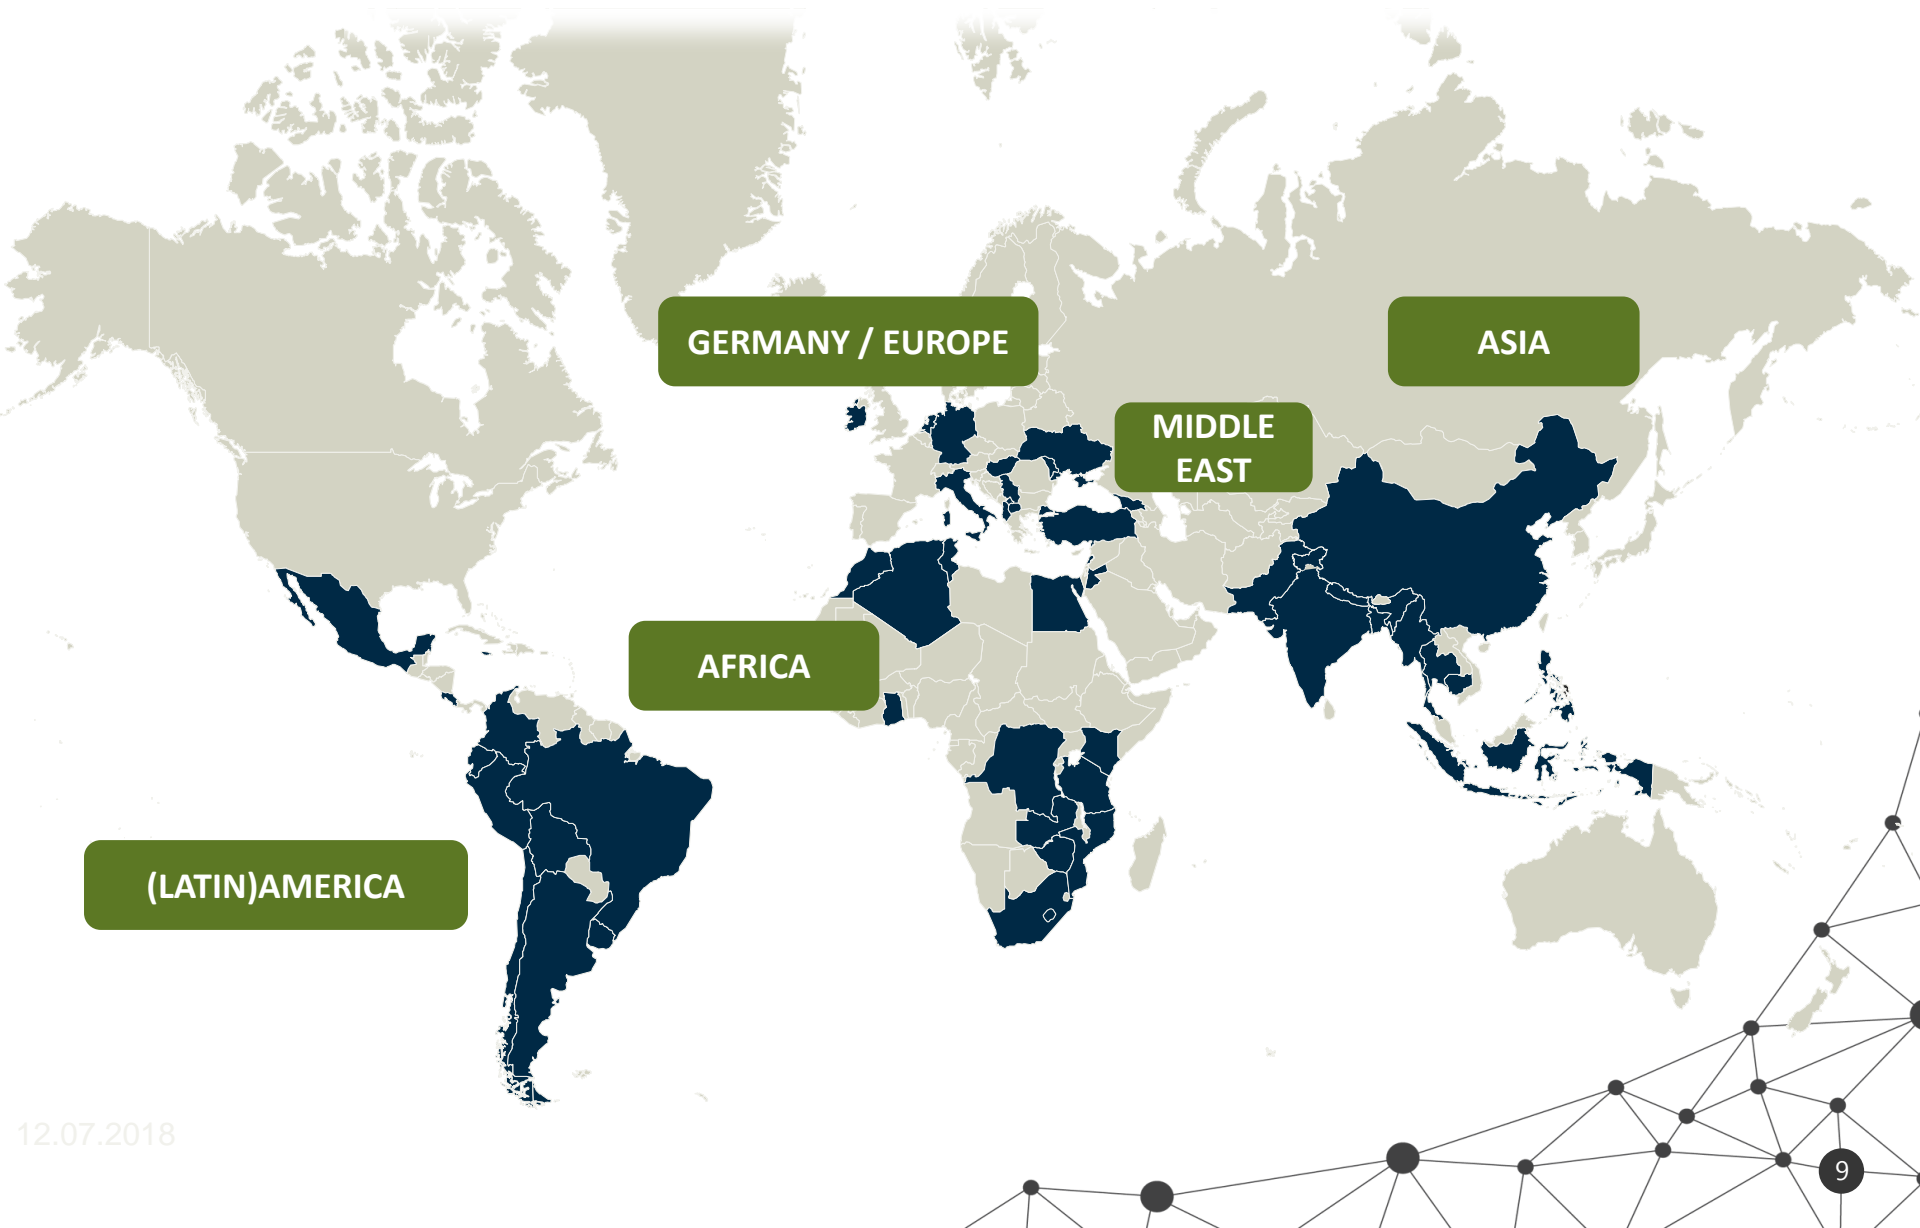 GERMANY / EUROPE
ASIA
MIDDLE
EAST
AFRICA
(LATIN)AMERICA
12.07.2018
9